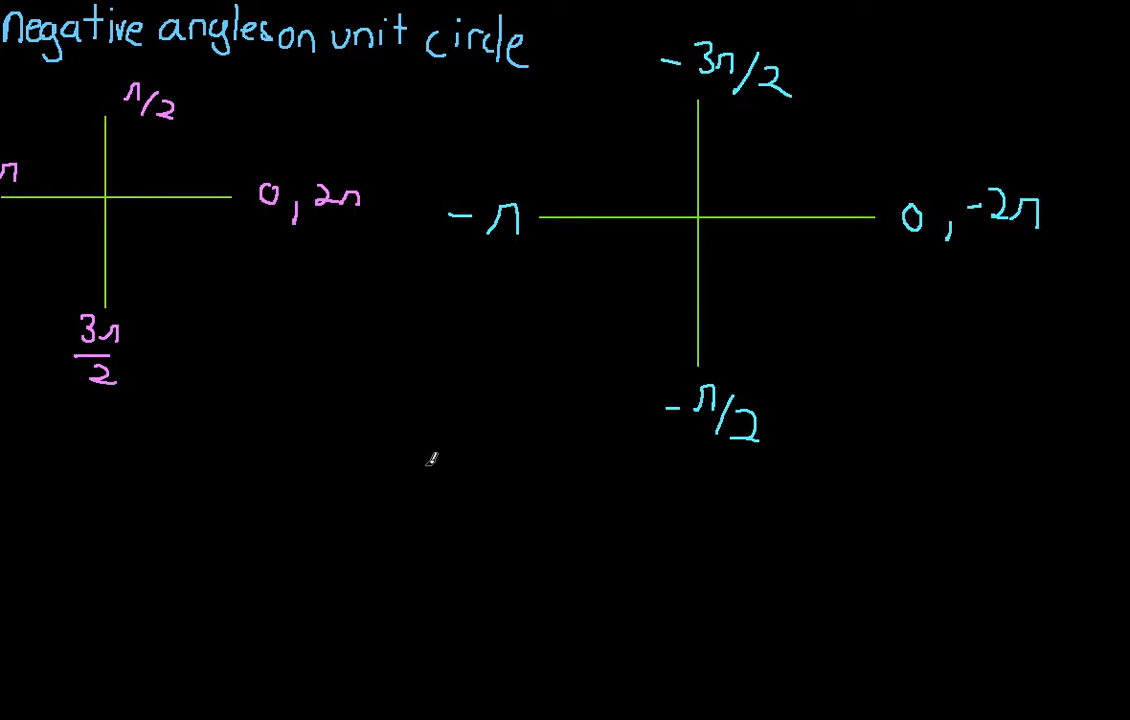 negative angles on unit circle
π/2
π
0, 2π
3π
2
-3π/2
-π
0, -2π
-π/2